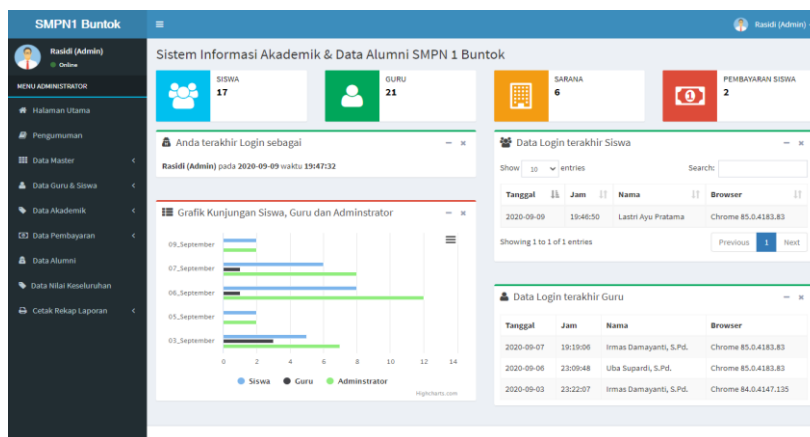 SMPN1 Buntok
Rasidi (Admin)
Rasidi (Admin)
Online
MENU ADMINISTRATOR
Halaman Utama
Pengumuman
Data Master
Data Guru & Siswa
Data Akademik
Data Pembayaran
Data Alumni
Data Nilai Keseluruhan
Cetak Rekap Laporan
Sistem Informasi Akademik & Data Alumni SMPN 1 Buntok
SISWA
17
GURU
21
SARANA
6
PEMBAYARAN SISWA
2
Anda terakhir Login sebagai
Rasidi (Admin) pada 2020-09-09 waktu 19:47:32
Grafik Kunjungan Siswa, Guru dan Adminstrator
09_September
07_September
06_September
05_September
03_September
0 2 4 6 8 10 12 14
Siswa Guru Adminstrator
Highcharts.com
Data Login terakhir Siswa
Show 10 entries Search:
Tanggal Jam Nama Browser
2020-09-09 19:46:50 Lastri Ayu Pratama Chrome 85.0.4183.83
Showing 1 to 1 of 1 entries
Previous 1 Next
Data Login terakhir Guru
Tanggal Jam Nama Browser
2020-09-07 19:19:06 Irmas Damayanti, S.Pd. Chrome 85.0.4183.83
2020-09-06 23:09:48 Uba Supardi, S.Pd. Chrome 85.0.4183.83
2020-09-03 23:22:07 Irmas Damayanti, S.Pd. Chrome 84.0.4147.135